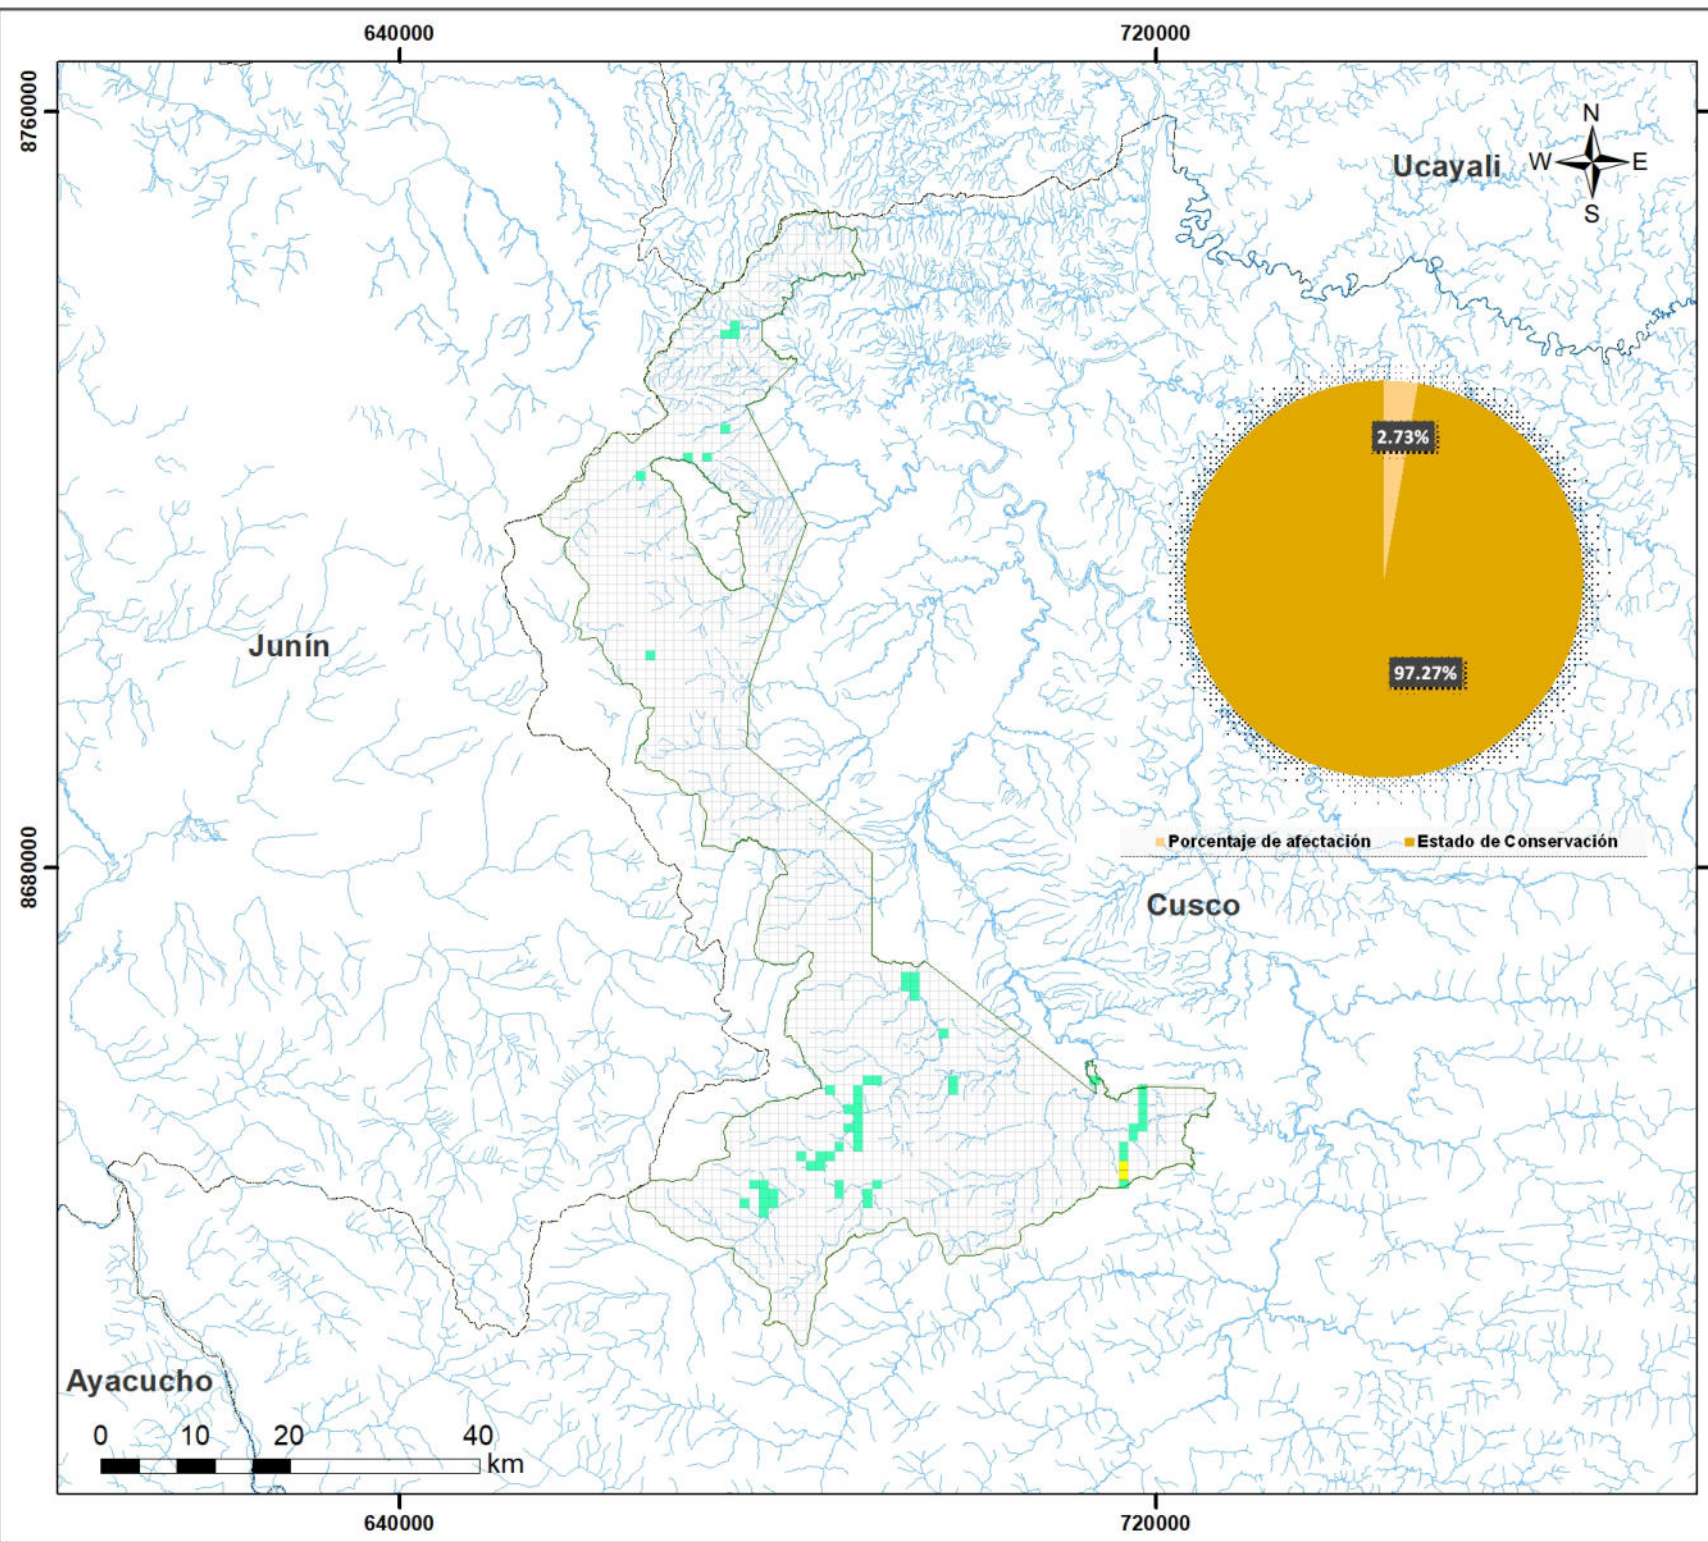 640000 720000
8760000
N
Ucayali W E
S
2.73%
Junín
97.27%
Porcentaje de afectación Estado de Conservación
8680000
Cusco
Ayacucho
0 10 20 40
km
640000 720000